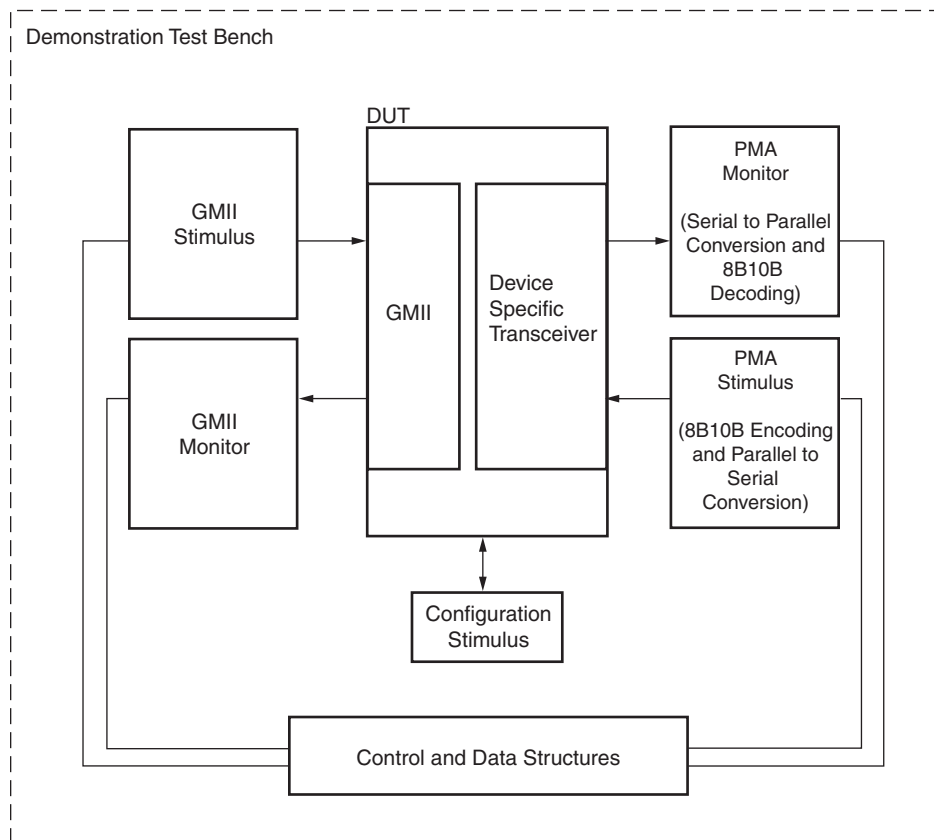 Demonstration Test Bench
DUT
GMII
Stimulus
GMII
Monitor
GMII
Device
Specific
Transceiver
PMA
Monitor
(Serial to Parallel
Conversion and
8B10B
Decoding)
PMA
Stimulus
(8B10B Encoding
and Parallel to
Serial
Conversion)
Configuration
Stimulus
Control and Data Structures